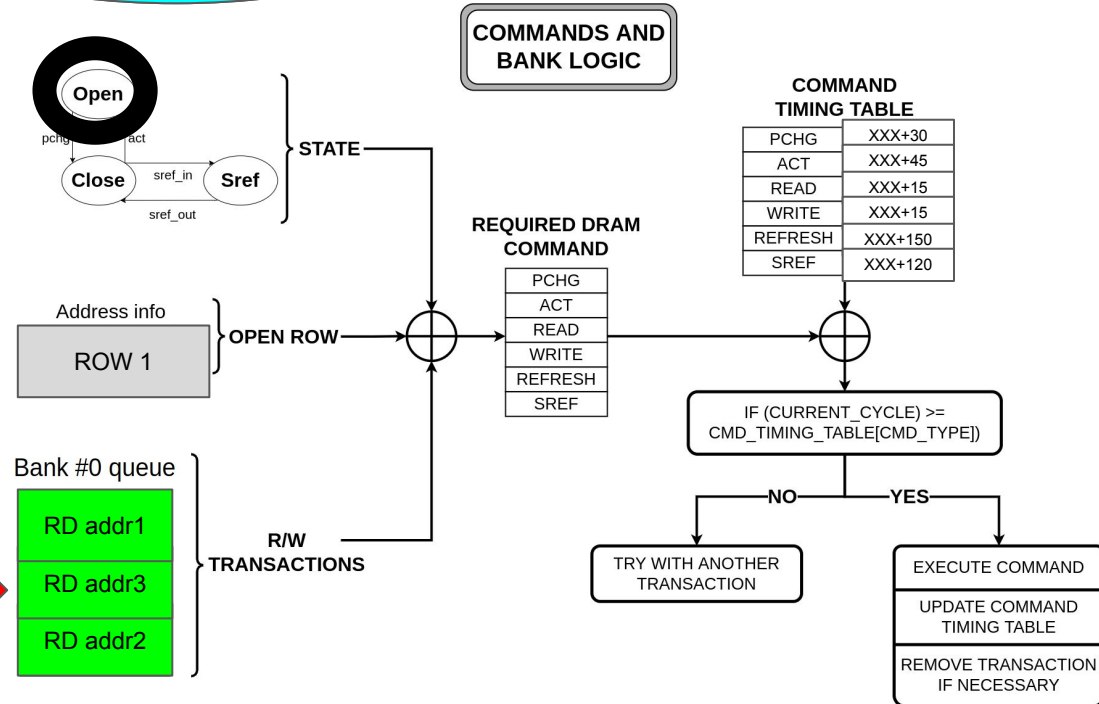 COMMANDS AND
BANK LOGIC
Open
pchg
act
Close
sref_in
Sref
sref_out
STATE
Address info
ROW 1
OPEN ROW
Bank #0 queue
RD addr1
RD addr3
RD addr2
R/W
TRANSACTIONS
REQUIRED DRAM
COMMAND
PCHG
ACT
READ
WRITE
REFRESH
SREF
COMMAND
TIMING TABLE
PCHG XXX+30
ACT XXX+45
READ XXX+15
WRITE XXX+15
REFRESH XXX+150
SREF XXX+120
IF (CURRENT_CYCLE) >=
CMD_TIMING_TABLE[CMD_TYPE])
NO
YES
TRY WITH ANOTHER
TRANSACTION
EXECUTE COMMAND
UPDATE COMMAND
TIMING TABLE
REMOVE TRANSACTION
IF NECESSARY